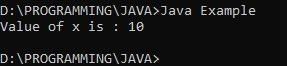 D:\PROGRAMMING\JAVA>Java Example
Value of x is : 10
D:\PROGRAMMING\JAVA>